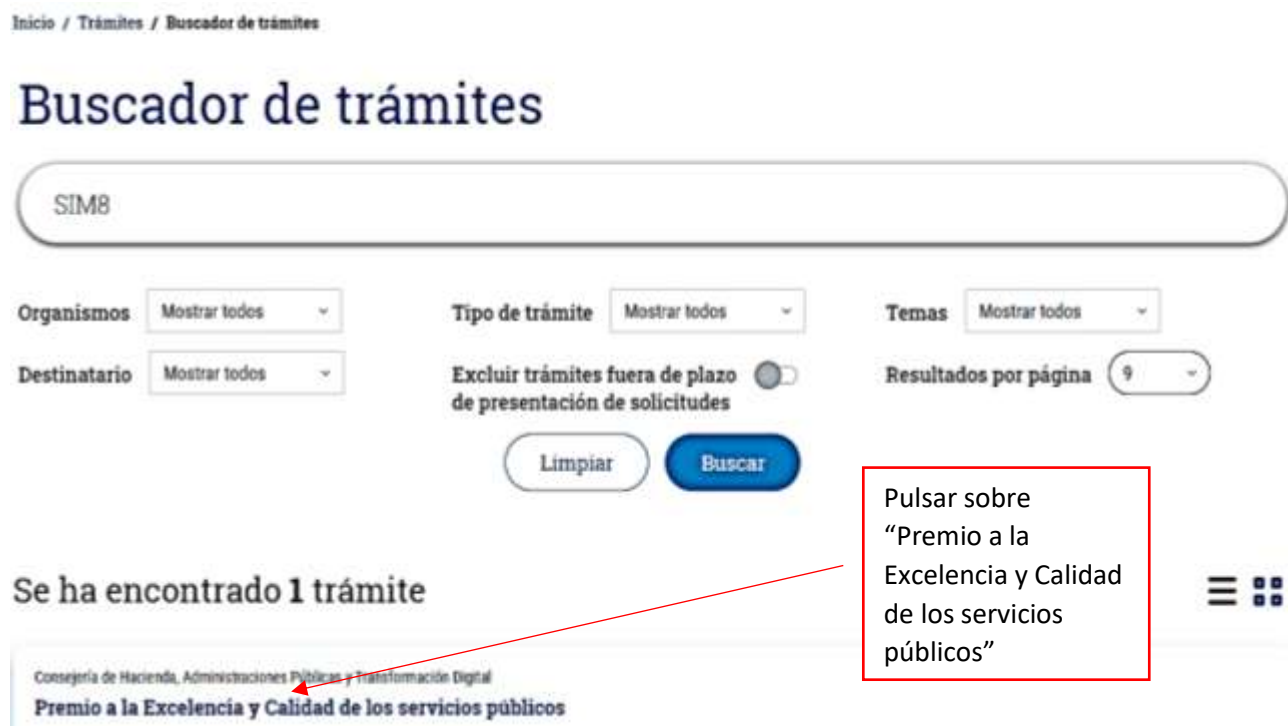 Inicio / Trámites / Buscador de trámites
Buscador de trámites
SIM8
Organismos Mostrar todos Tipo de trámite Mostrar todos Temas Mostrar todos
Destinatario Mostrar todos Excluir trámites fuera de plazo Resultados por página 9
de presentación de solicitudes
Limpiar Buscar
Pulsar sobre
“Premio a la
Excelencia y Calidad
de los servicios
públicos”
Se ha encontrado 1 trámite
Consejería de Hacienda, Administraciones Públicas y Transformación Digital
Premio a la Excelencia y Calidad de los servicios públicos